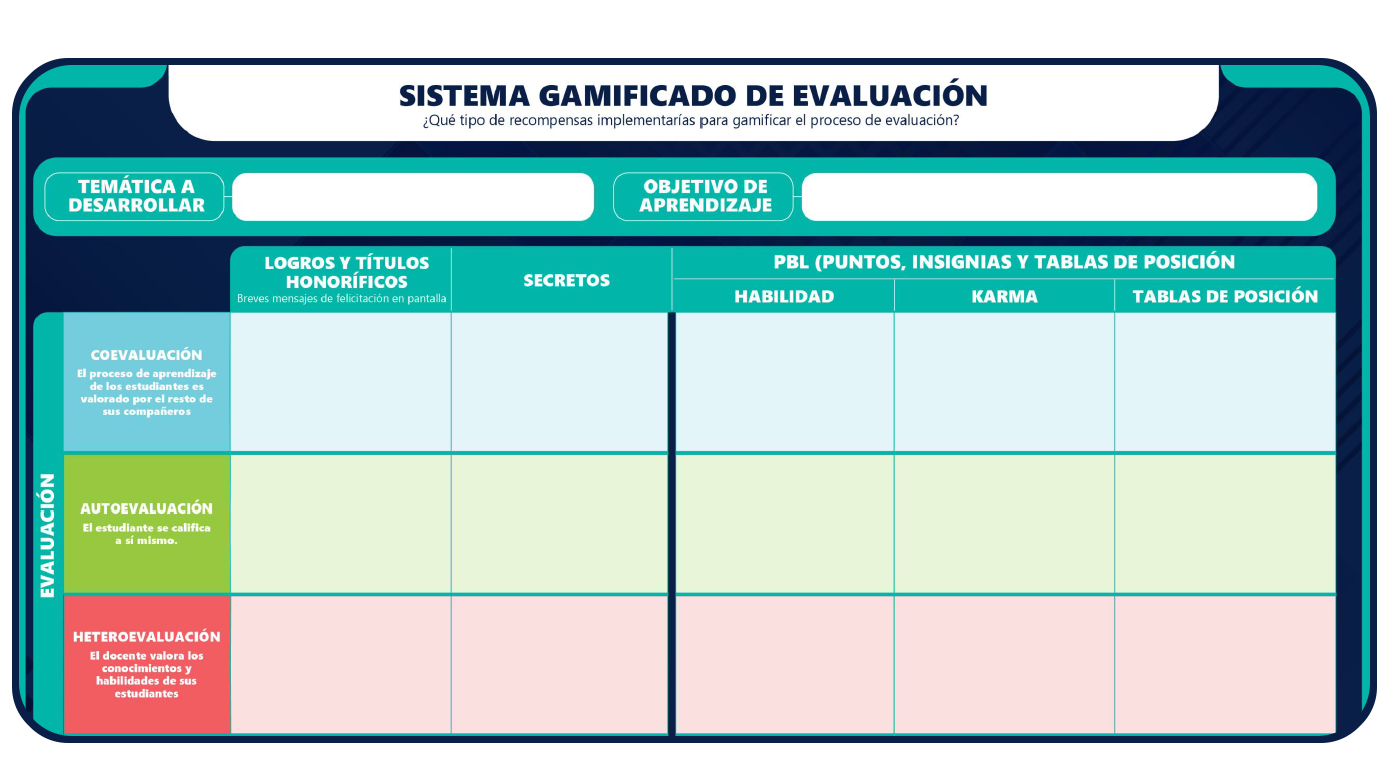 SISTEMA GAMIFICADO DE EVALUACIÓN
¿Qué tipo de recompensas implementarías para gamificar el proceso de evaluación?
TEMÁTICA A
DESARROLLAR
OBJETIVO DE
APRENDIZAJE
LOGROS Y TÍTULOS
HONORÍFICOS
Breves mensajes de felicitación en pantalla
SECRETOS
PBL (PUNTOS, INSIGNIAS Y TABLAS DE POSICIÓN
HABILIDAD
KARMA
TABLAS DE POSICIÓN
EVALUACIÓN
COEVALUACIÓN
El proceso de aprendizaje
de los estudiantes es
valorado por el resto de
sus compañeros
AUTOEVALUACIÓN
El estudiante se califica
a sí mismo.
HETEROEVALUACIÓN
El docente valora los
conocimientos y
habilidades de sus
estudiantes